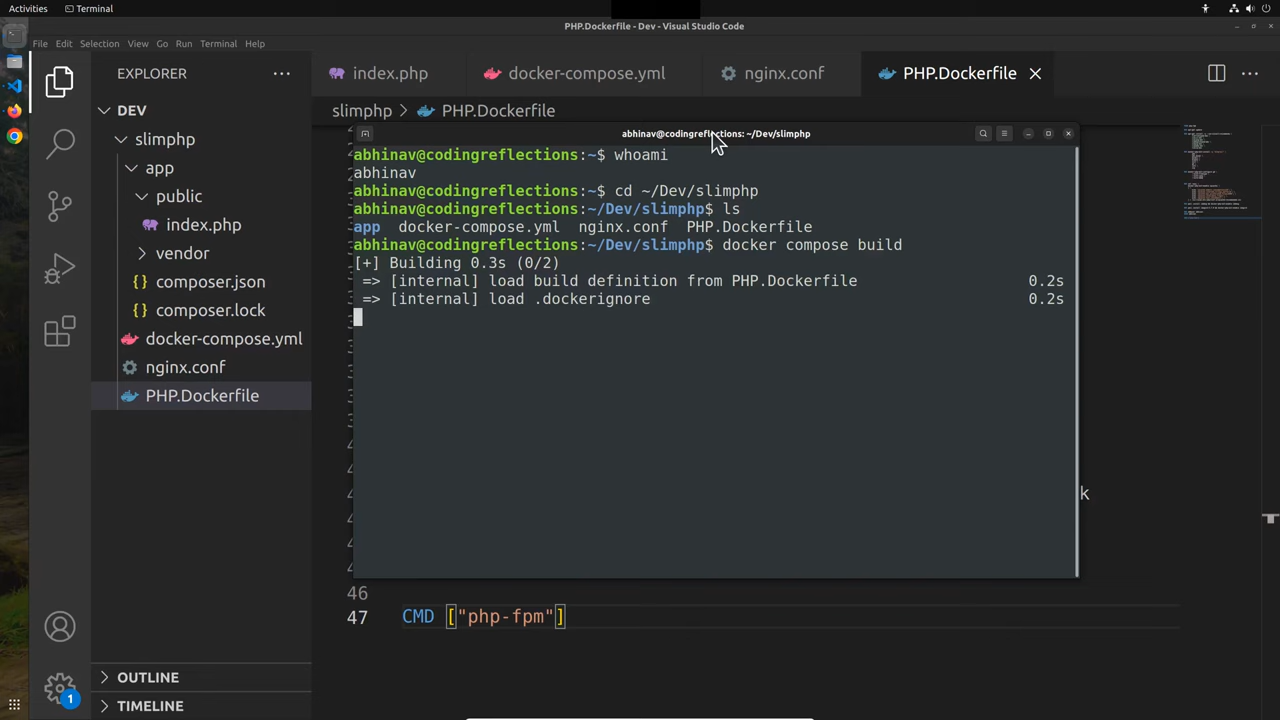 Activities
Terminal
PHP.Dockerfile - Dev - Visual Studio Code
File Edit Selection View Go Run Terminal Help
EXPLORER
index.php
docker-compose.yml
nginx.conf
PHP.Dockerfile
DEV
slimphp > PHP.Dockerfile
slimphp
app
public
index.php
vendor
composer.json
composer.lock
docker-compose.yml
nginx.conf
PHP.Dockerfile
abhinav@codingreflections: ~/Dev/slimphp
abhinav@codingreflections:~$ whoami
abhinav
abhinav@codingreflections:~$ cd ~/Dev/slimphp
abhinav@codingreflections:~/Dev/slimphp$ ls
app docker-compose.yml nginx.conf PHP.Dockerfile
abhinav@codingreflections:~/Dev/slimphp$ docker compose build
[+] Building 0.3s (0/2)
=> [internal] load build definition from PHP.Dockerfile 0.2s
=> [internal] load .dockerignore 0.2s
k
46
47 CMD ["php-fpm"]
OUTLINE
TIMELINE
1